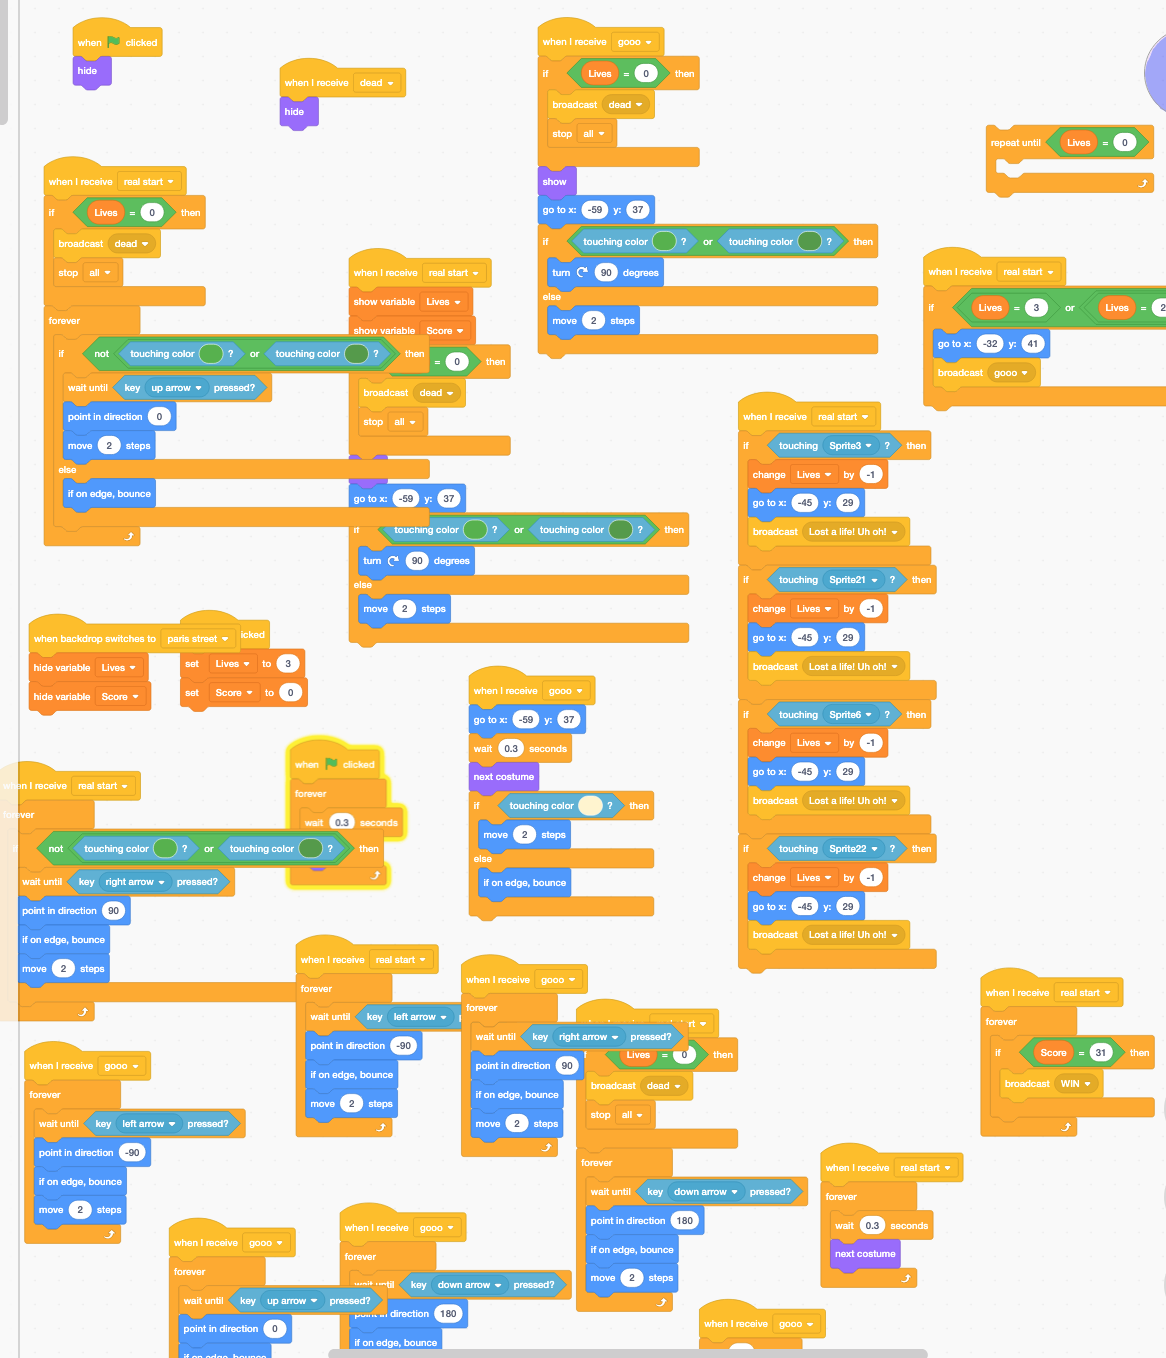 when clicked
hide
when I receive dead
hide
when I receive gooo
if Lives = 0 then
broadcast dead
stop all
show
go to x: -59 y: 37
if touching color ? or touching color ? then
turn 90 degrees
else
move 2 steps
repeat until Lives = 0
when I receive real start
if Lives = 0 then
broadcast dead
stop all
forever
if not touching color ? or touching color ? then
wait until key up arrow pressed?
point in direction 0
move 2 steps
else
if on edge, bounce
when I receive real start
show variable Lives
show variable Score
= 0 then
broadcast dead
stop all
go to x: -59 y: 37
if touching color ? or touching color ? then
turn 90 degrees
else
move 2 steps
when I receive real start
if Lives = 3 or Lives = 2
go to x: -32 y: 41
broadcast gooo
when I receive real start
if touching Sprite3 ? then
change Lives by -1
go to x: -45 y: 29
broadcast Lost a life! Uh oh!
if touching Sprite21 ? then
change Lives by -1
go to x: -45 y: 29
broadcast Lost a life! Uh oh!
if touching Sprite6 ? then
change Lives by -1
go to x: -45 y: 29
broadcast Lost a life! Uh oh!
if touching Sprite22 ? then
change Lives by -1
go to x: -45 y: 29
broadcast Lost a life! Uh oh!
when backdrop switches to paris street
hide variable Lives
hide variable Score
icked
set Lives to 3
set Score to 0
when I receive gooo
go to x: -59 y: 37
wait 0.3 seconds
next costume
if touching color ? then
move 2 steps
else
if on edge, bounce
when clicked
forever
wait 0.3 seconds
when I receive real start
forever
not touching color ? or touching color ? then
wait until key right arrow pressed?
point in direction 90
if on edge, bounce
move 2 steps
when I receive real start
forever
wait until key left arrow
point in direction -90
if on edge, bounce
move 2 steps
when I receive gooo
forever
wait until key right arrow pressed?
point in direction 90
if on edge, bounce
move 2 steps
Lives = 0 then
broadcast dead
stop all
forever
wait until key down arrow pressed?
point in direction 180
if on edge, bounce
move 2 steps
when I receive real start
forever
if Score = 31 then
broadcast WIN
when I receive gooo
forever
wait until key left arrow pressed?
point in direction -90
if on edge, bounce
move 2 steps
when I receive real start
forever
wait 0.3 seconds
next costume
when I receive gooo
forever
wait until key up arrow pressed?
point in direction 0
if on edge, bounce
when I receive gooo
forever
wait until key down arrow pressed?
point in direction 180
if on edge, bounce
when I receive gooo